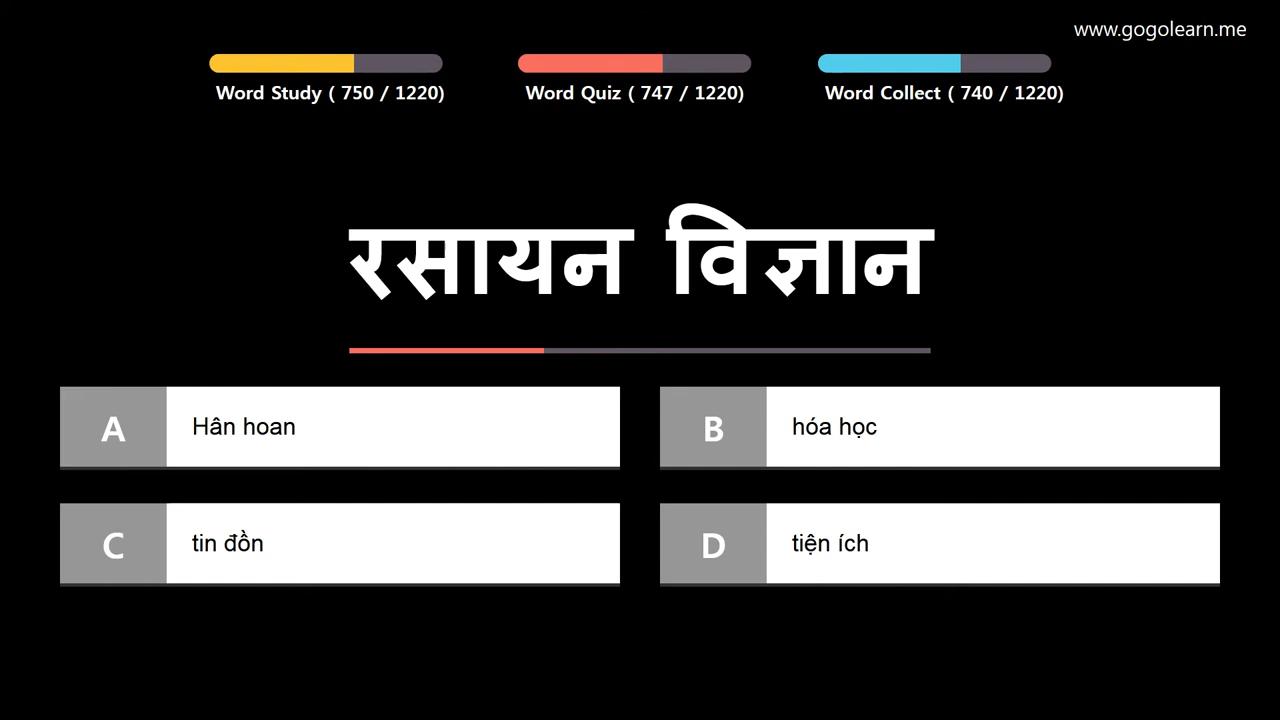 www.gogolearn.me
Word Study ( 750 / 1220)
Word Quiz ( 747 / 1220)
Word Collect ( 740 / 1220)
रसायन विज्ञान
A
Hân hoan
B
hóa học
C
tin đồn
D
tiện ích